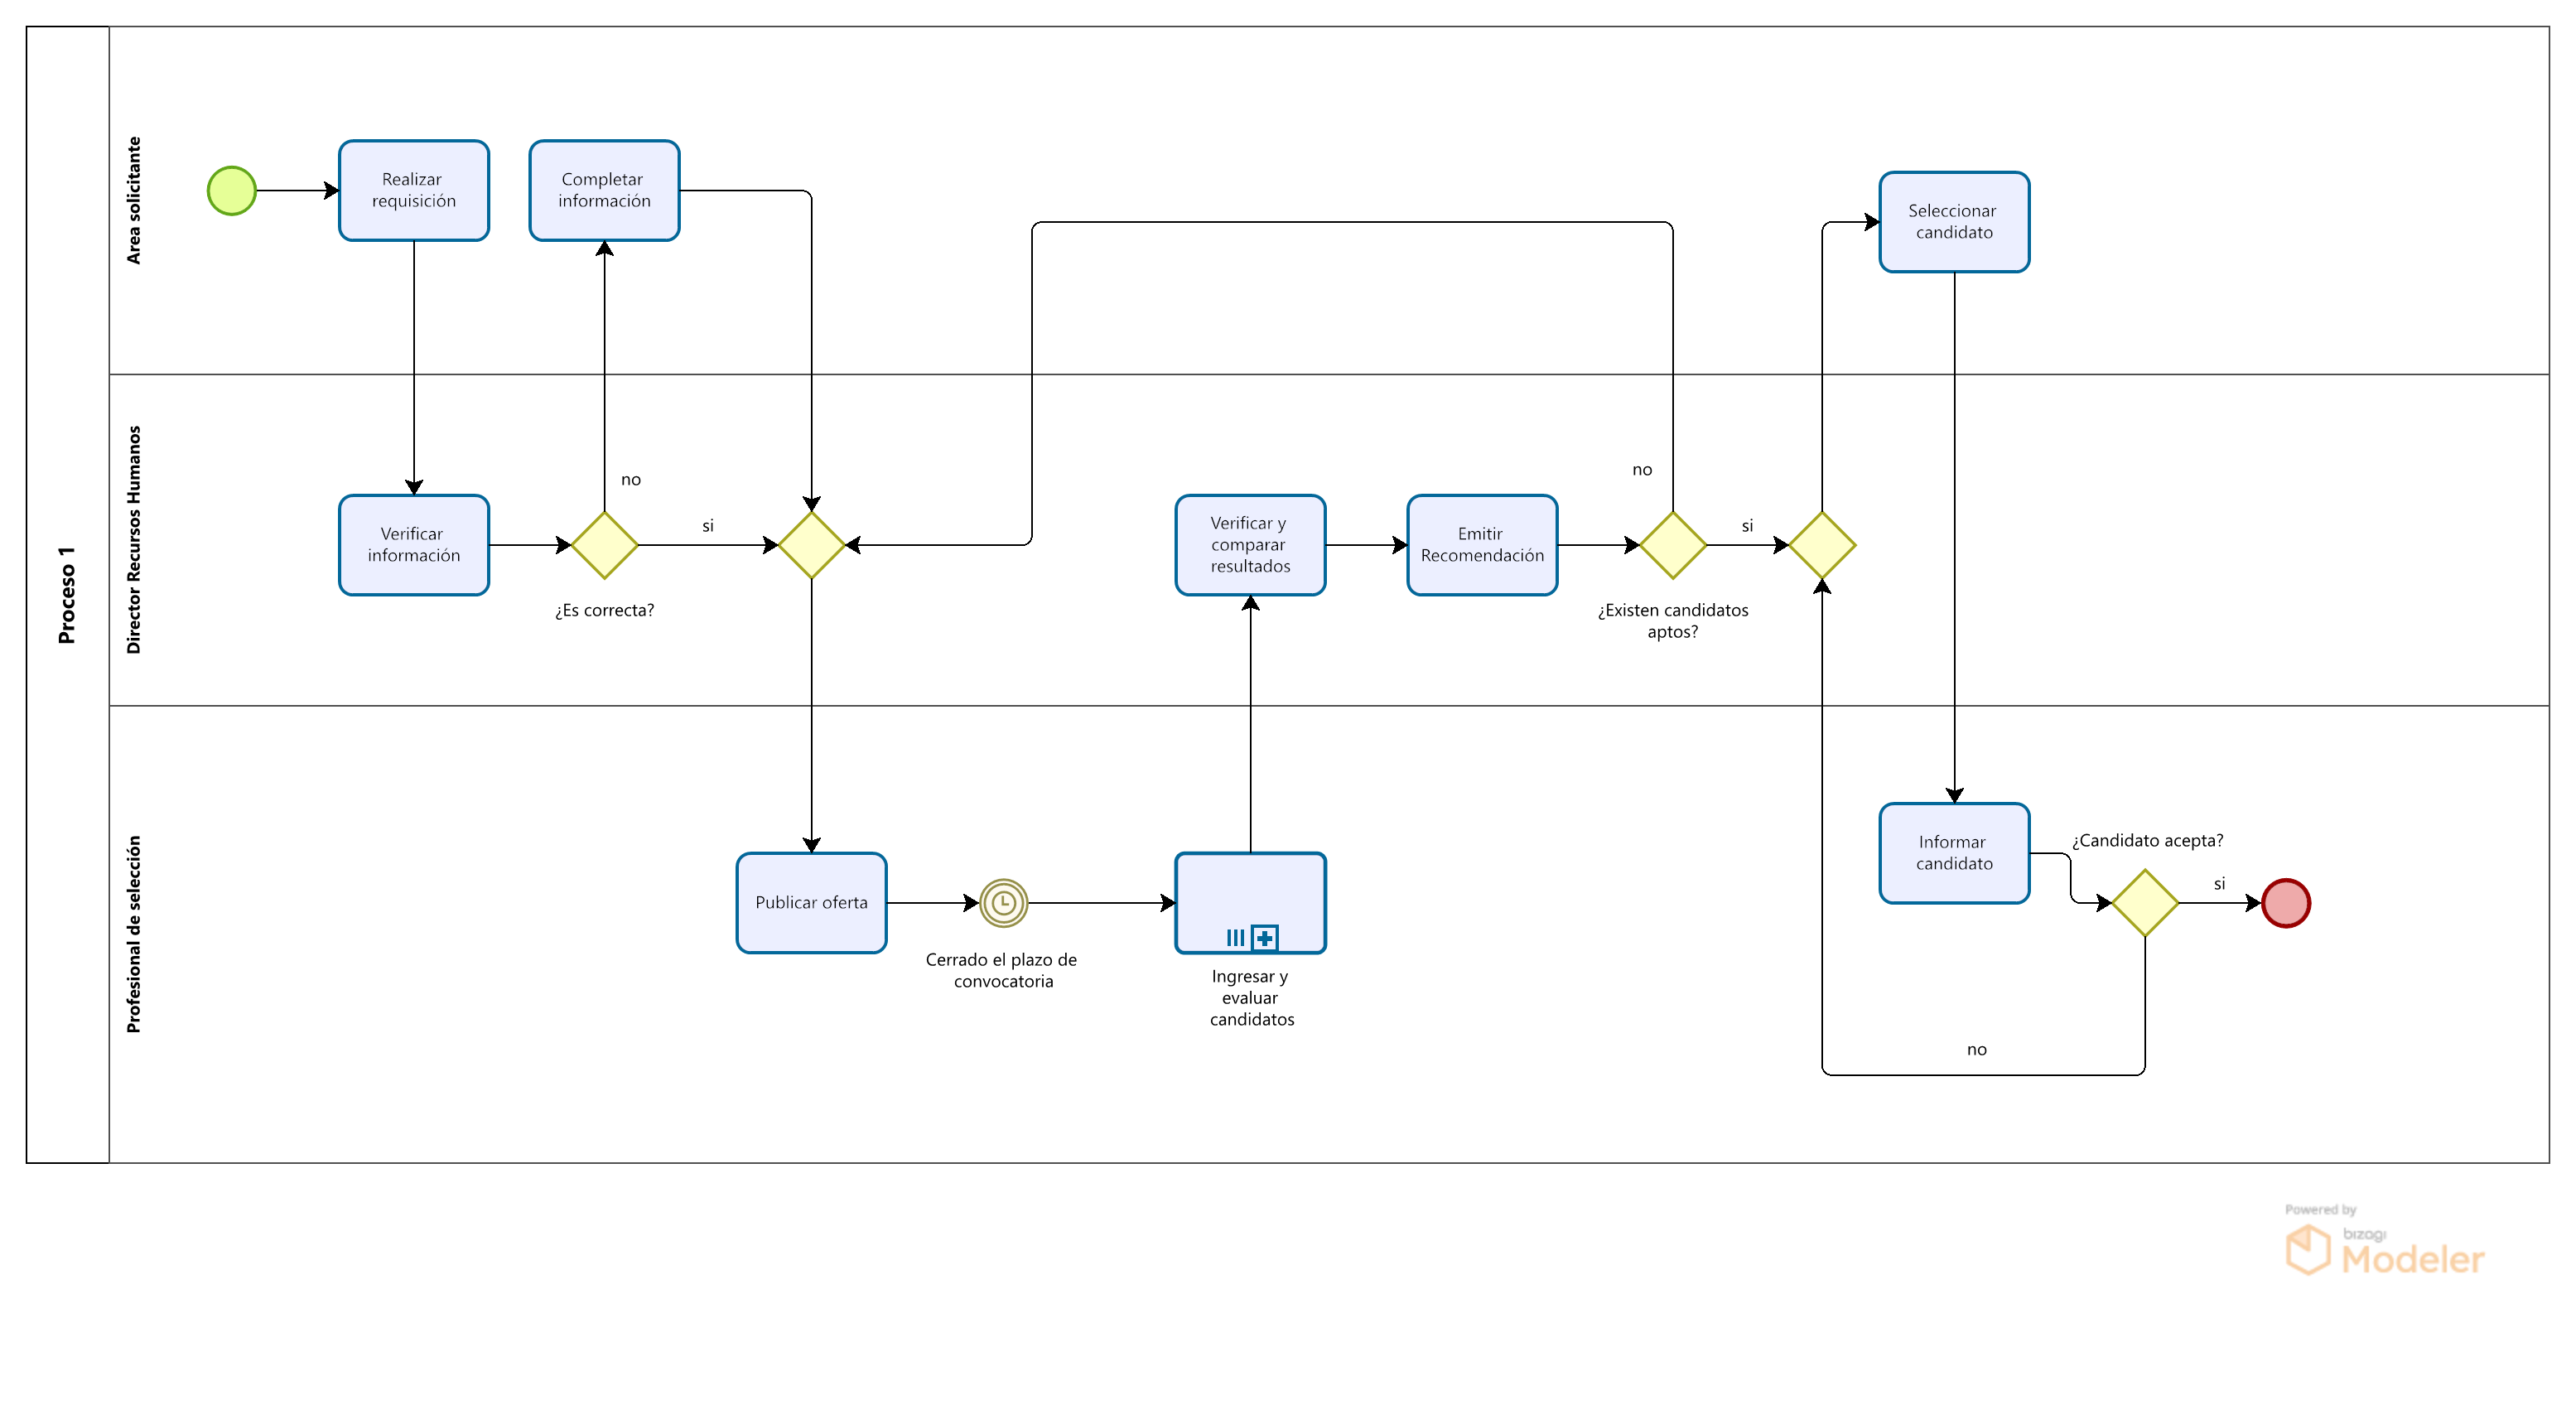 Proceso 1
Area solicitante
Realizar
requisición
Completar
información
Seleccionar
candidato
Director Recursos Humanos
Verificar
información
no
si
¿Es correcta?
Verificar y
comparar
resultados
Emitir
Recomendación
no
si
¿Existen candidatos
aptos?
Profesional de selección
Publicar oferta
Cerrado el plazo de
convocatoria
Ingresar y
evaluar
candidatos
Informar
candidato
¿Candidato acepta?
si
no
Powered by
bizagi
Modeler